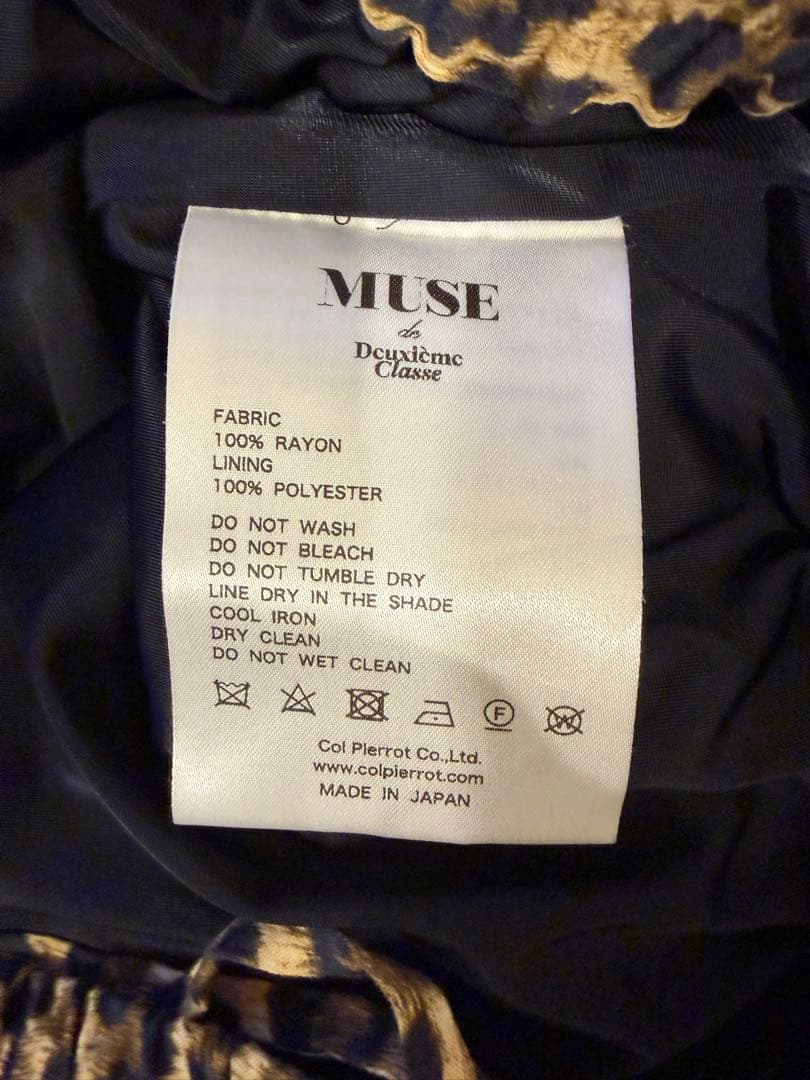 MUSE
de
Deuxième
Classe
FABRIC
100% RAYON
LINING
100% POLYESTER
DO NOT WASH
DO NOT BLEACH
DO NOT TUMBLE DRY
LINE DRY IN THE SHADE
COOL IRON
DRY CLEAN
DO NOT WET CLEAN
F W
Col Pierrot Co.,Ltd.
www.colpierrot.com
MADE IN JAPAN